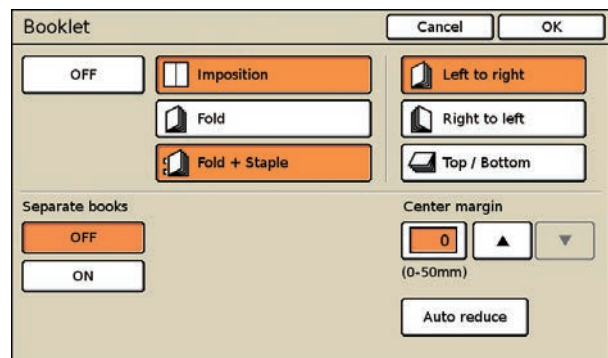 Booklet
Cancel
OK
OFF
Imposition
Left to right
Fold
Right to left
Fold + Staple
Top / Bottom
Separate books
Center margin
OFF
0
ON
(0-50mm)
Auto reduce